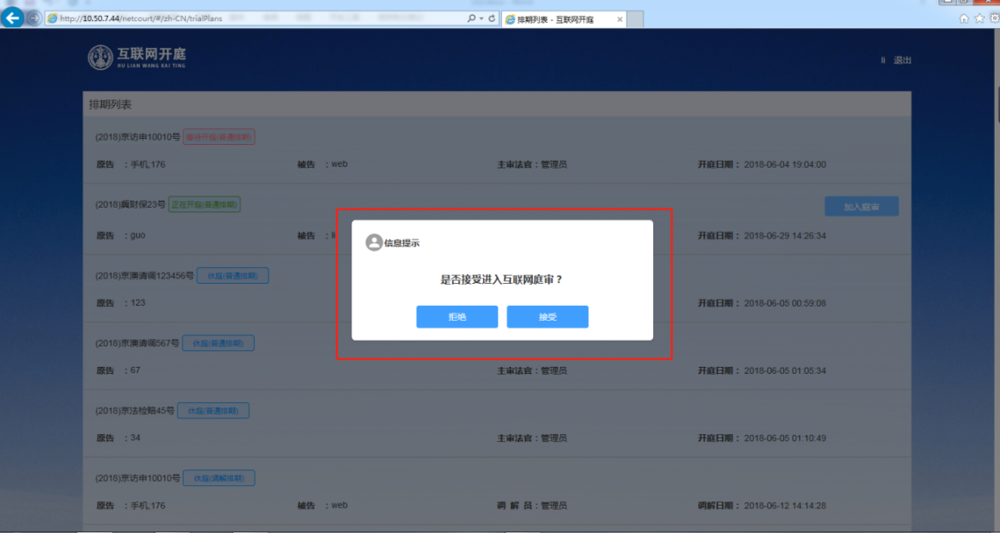 http://10.50.7.44/netcourt/#/zh-CN/trialPlans
排期列表 - 互联网开庭
互联网开庭
HU LIAN WANG KAI TING
li 退出
排期列表
(2018)京访申10010号 等待开庭(普通排期)
原告 :手机;176 被告 :web 主审法官:管理员 开庭日期: 2018-06-04 19:04:00
(2018)冀财保23号 正在开庭(普通排期) 加入庭审
原告 :guo 被告 :li 开庭日期: 2018-06-29 14:26:34
信息提示
是否接受进入互联网庭审?
拒绝 接受
(2018)京澳请调123456号 休庭(普通排期)
原告 :123 开庭日期: 2018-06-05 00:59:08
(2018)京澳请调567号 休庭(普通排期)
原告 :67 主审法官:管理员 开庭日期: 2018-06-05 01:05:34
(2018)京法检赔45号 休庭(普通排期)
原告 :34 主审法官:管理员 开庭日期: 2018-06-05 01:10:49
(2018)京访申10010号 休庭(调解排期)
原告 :手机;176 被告 :web 调 解 员:管理员 调解日期: 2018-06-12 14:14:28